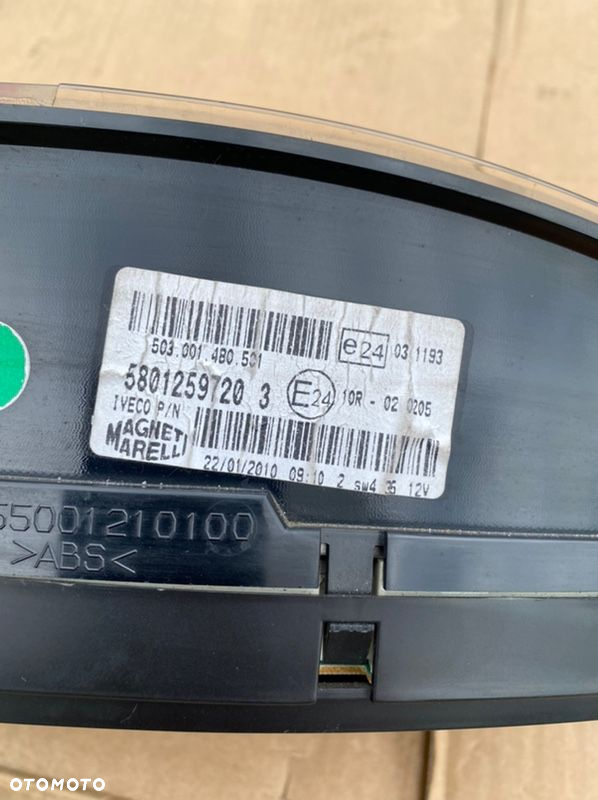 503.001.480.501
e24 03 1193
5801259720 3
E24 10R - 02 0205
IVECO P/N
MAGNETI
MARELLI
22/01/2010 09:10 2 sw4 35 12V
55001210100
>ABS<
OTOMOTO